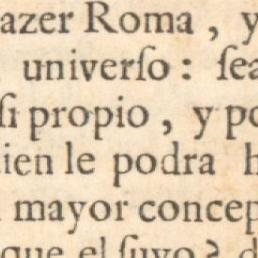 azer Roma, y
univerſo: ſea
ſi propio, y po
ien le podra h
mayor concep
que el ſuyo? d